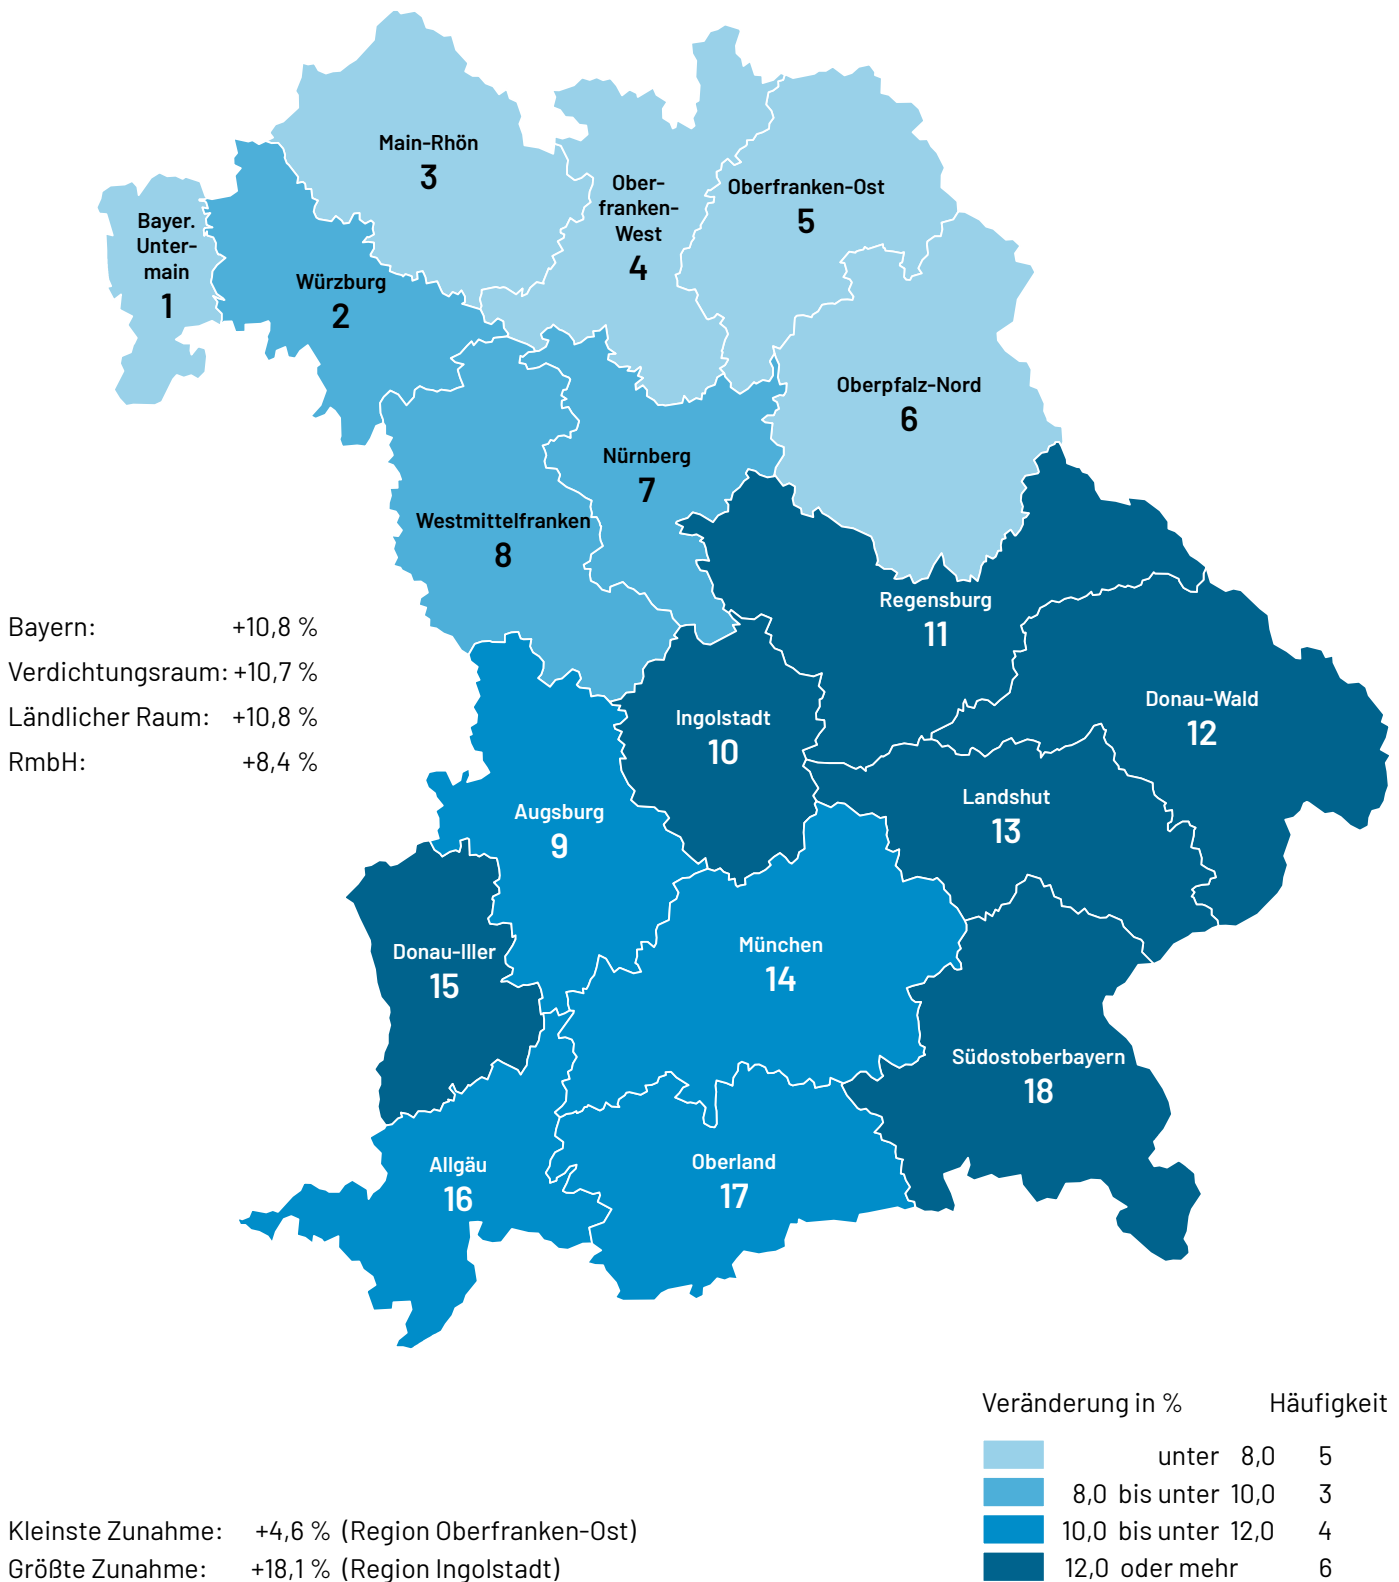 Main-Rhön
3
Ober-
franken-
West
4
Oberfranken-Ost
5
Bayer.
Unter-
main
1
Würzburg
2
Oberpfalz-Nord
6
Nürnberg
7
Westmittelfranken
8
Regensburg
11
Bayern: +10,8 %
Verdichtungsraum: +10,7 %
Ländlicher Raum: +10,8 %
RmbH: +8,4 %
Donau-Wald
12
Ingolstadt
10
Landshut
13
Augsburg
9
München
14
Donau-Iller
15
Südostoberbayern
18
Allgäu
16
Oberland
17
Veränderung in % Häufigkeit
unter 8,0 5
8,0 bis unter 10,0 3
10,0 bis unter 12,0 4
12,0 oder mehr 6
Kleinste Zunahme: +4,6 % (Region Oberfranken-Ost)
Größte Zunahme: +18,1 % (Region Ingolstadt)